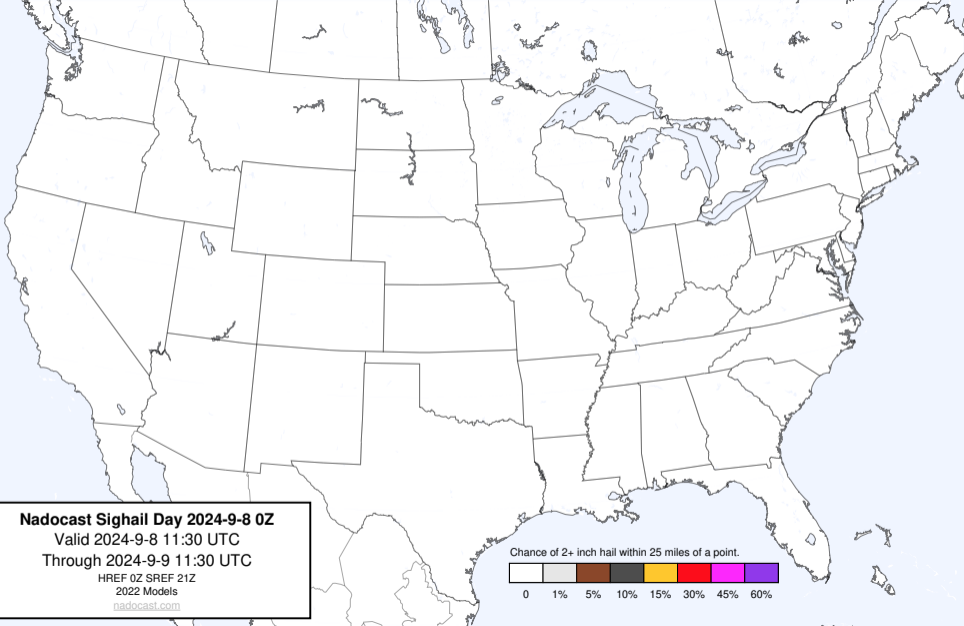 Nadocast Sighail Day 2024-9-8 0Z
Valid 2024-9-8 11:30 UTC
Through 2024-9-9 11:30 UTC
HREF 0Z SREF 21Z
2022 Models
nadocast.com
Chance of 2+ inch hail within 25 miles of a point.
0 1% 5% 10% 15% 30% 45% 60%